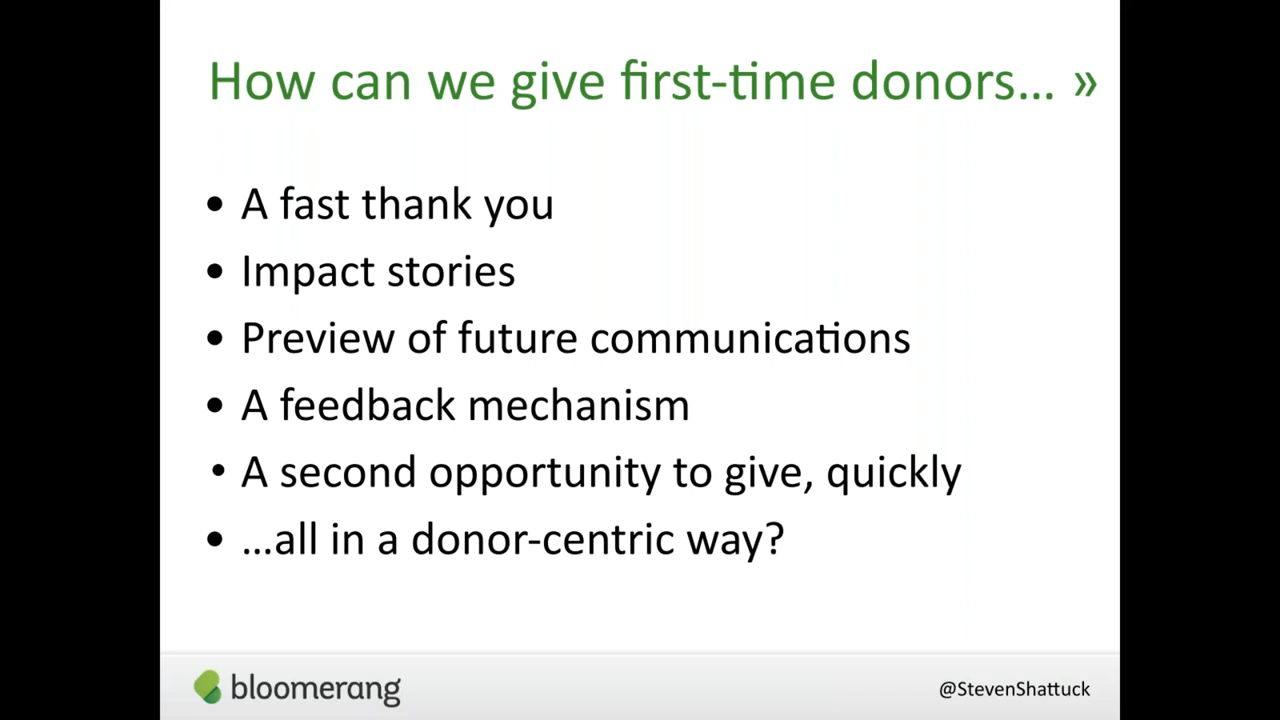 How can we give first-time donors... »
• A fast thank you
• Impact stories
• Preview of future communications
• A feedback mechanism
• A second opportunity to give, quickly
• ...all in a donor-centric way?
bloomerang
@StevenShattuck